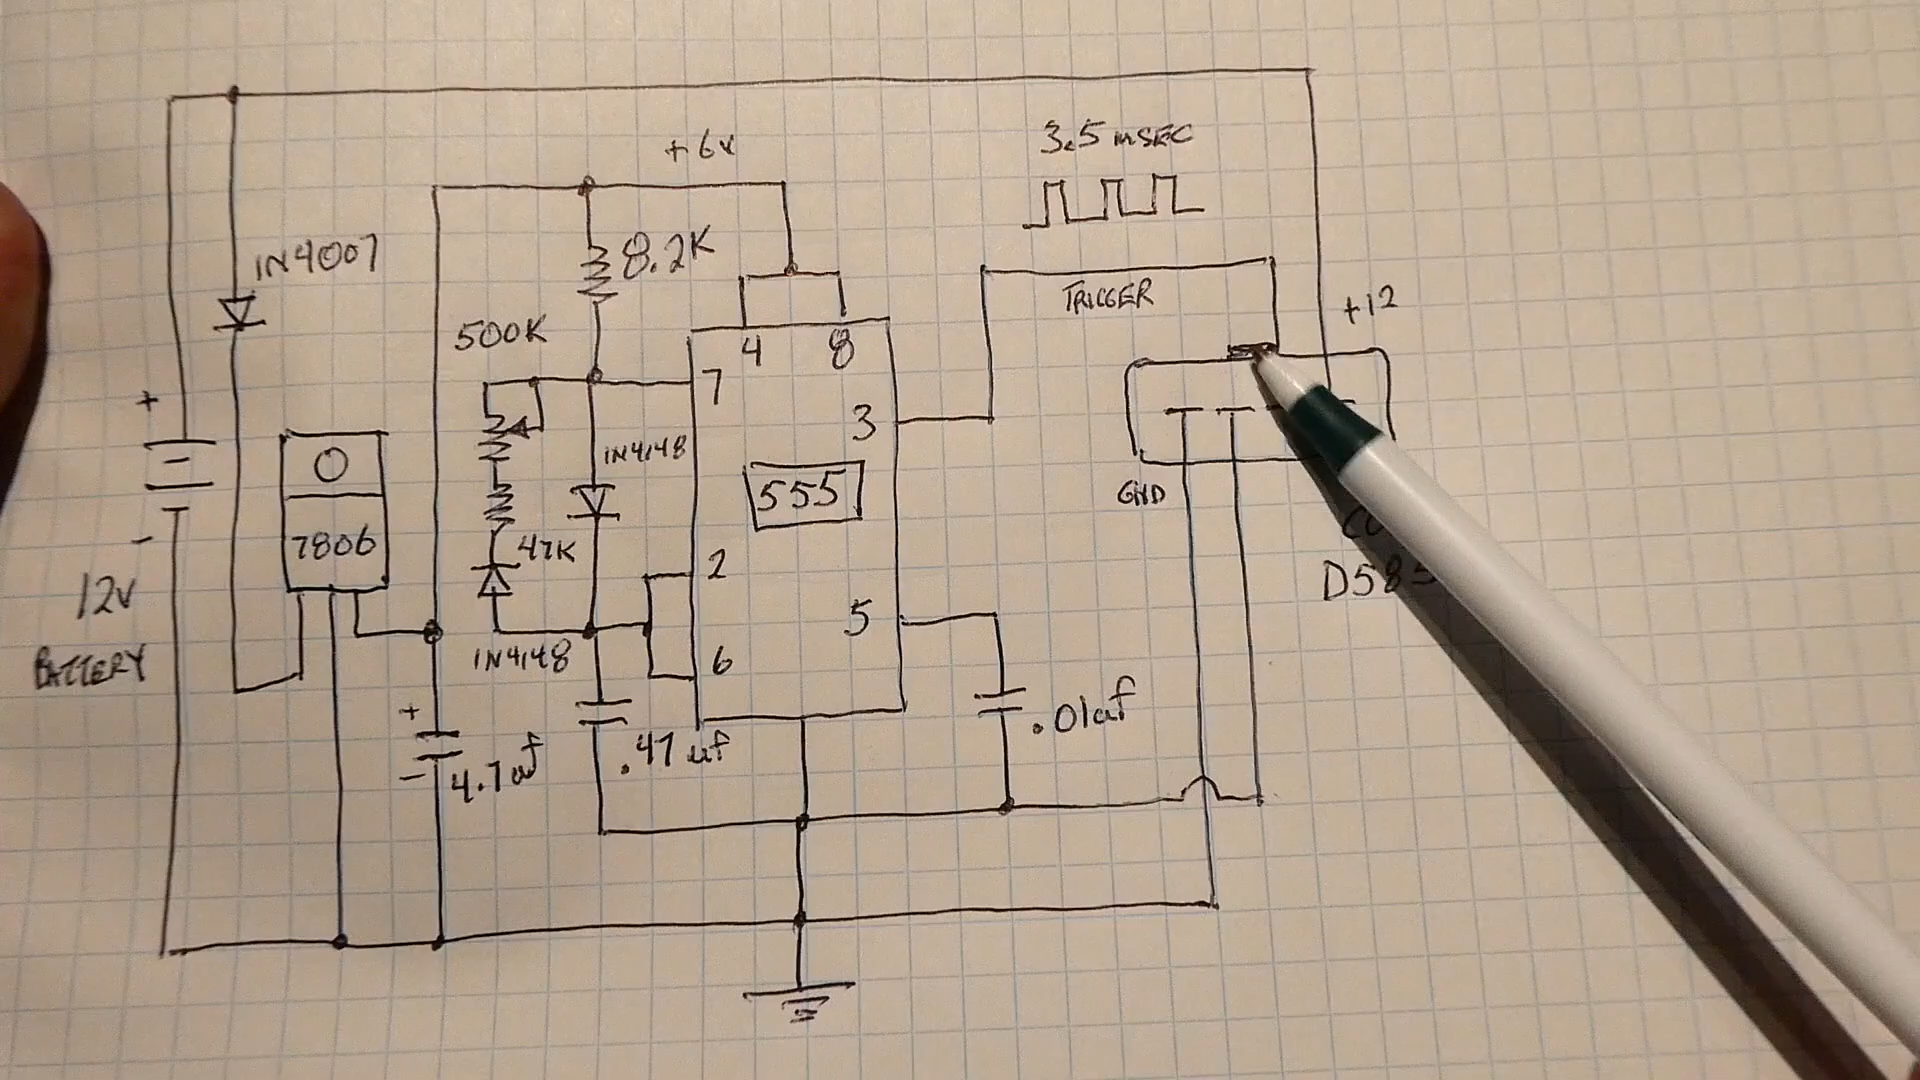 3.5 mSEC
+6V
1N4007
8.2K
500K
TRIGGER
+12
4
8
7
3
+
1N4148
555
GND
7806
47K
2
D585
12V
BATTERY
5
1N4148
6
+
.01uf
.47uf
4.7uf
-